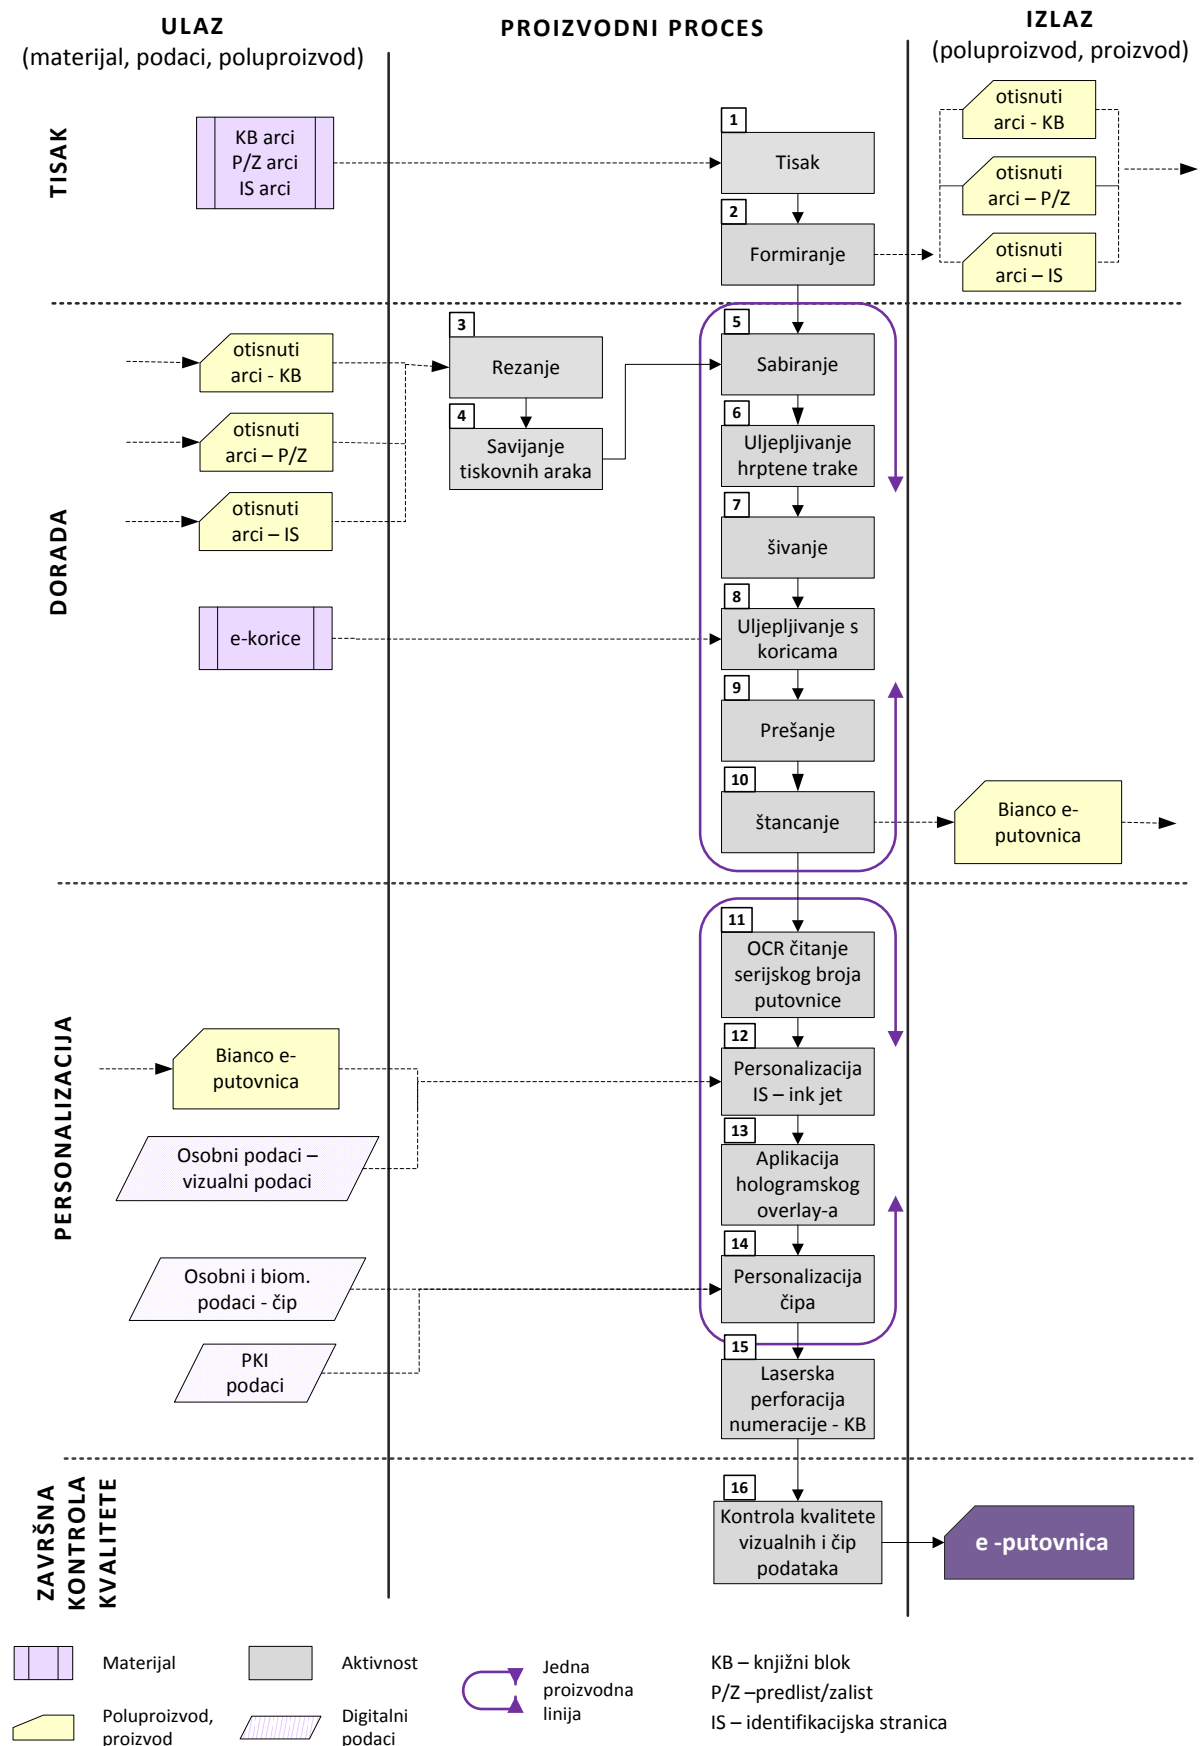 ULAZ
(materijal, podaci, poluproizvod)
PROIZVODNI PROCES
IZLAZ
(poluproizvod, proizvod)
TISAK
KB arci
P/Z arci
IS arci
1
Tisak
2
Formiranje
otisnuti
arci - KB
otisnuti
arci – P/Z
otisnuti
arci – IS
DORADA
otisnuti
arci - KB
otisnuti
arci – P/Z
otisnuti
arci – IS
e-korice
3
Rezanje
4
Savijanje
tiskovnih araka
5
Sabiranje
6
Uljepljivanje
hrptene trake
7
šivanje
8
Uljepljivanje s
koricama
9
Prešanje
10
štancanje
Bianco e-
putovnica
PERSONALIZACIJA
Bianco e-
putovnica
Osobni podaci –
vizualni podaci
Osobni i biom.
podaci - čip
PKI
podaci
11
OCR čitanje
serijskog broja
putovnice
12
Personalizacija
IS – ink jet
13
Aplikacija
hologramskog
overlay-a
14
Personalizacija
čipa
15
Laserska
perforacija
numeracije - KB
ZAVRŠNA
KONTROLA
KVALITETE
16
Kontrola kvalitete
vizualnih i čip
podataka
e -putovnica
Materijal
Aktivnost
Poluproizvod,
proizvod
Digitalni
podaci
Jedna
proizvodna
linija
KB – knjižni blok
P/Z –predlist/zalist
IS – identifikacijska stranica